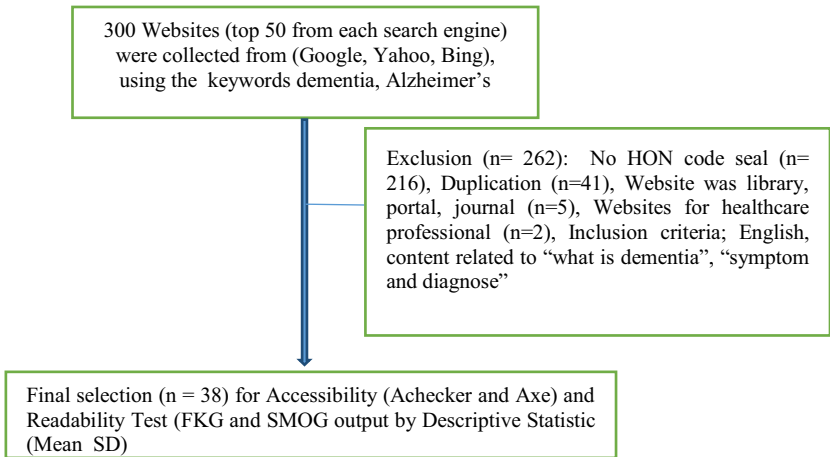 300 Websites (top 50 from each search engine)
were collected from (Google, Yahoo, Bing),
using the keywords dementia, Alzheimer's
Exclusion (n= 262): No HON code seal (n=
216), Duplication (n=41), Website was library,
portal, journal (n=5), Websites for healthcare
professional (n=2), Inclusion criteria; English,
content related to “what is dementia”, “symptom
and diagnose”
Final selection (n = 38) for Accessibility (Achecker and Axe) and
Readability Test (FKG and SMOG output by Descriptive Statistic
(Mean SD)